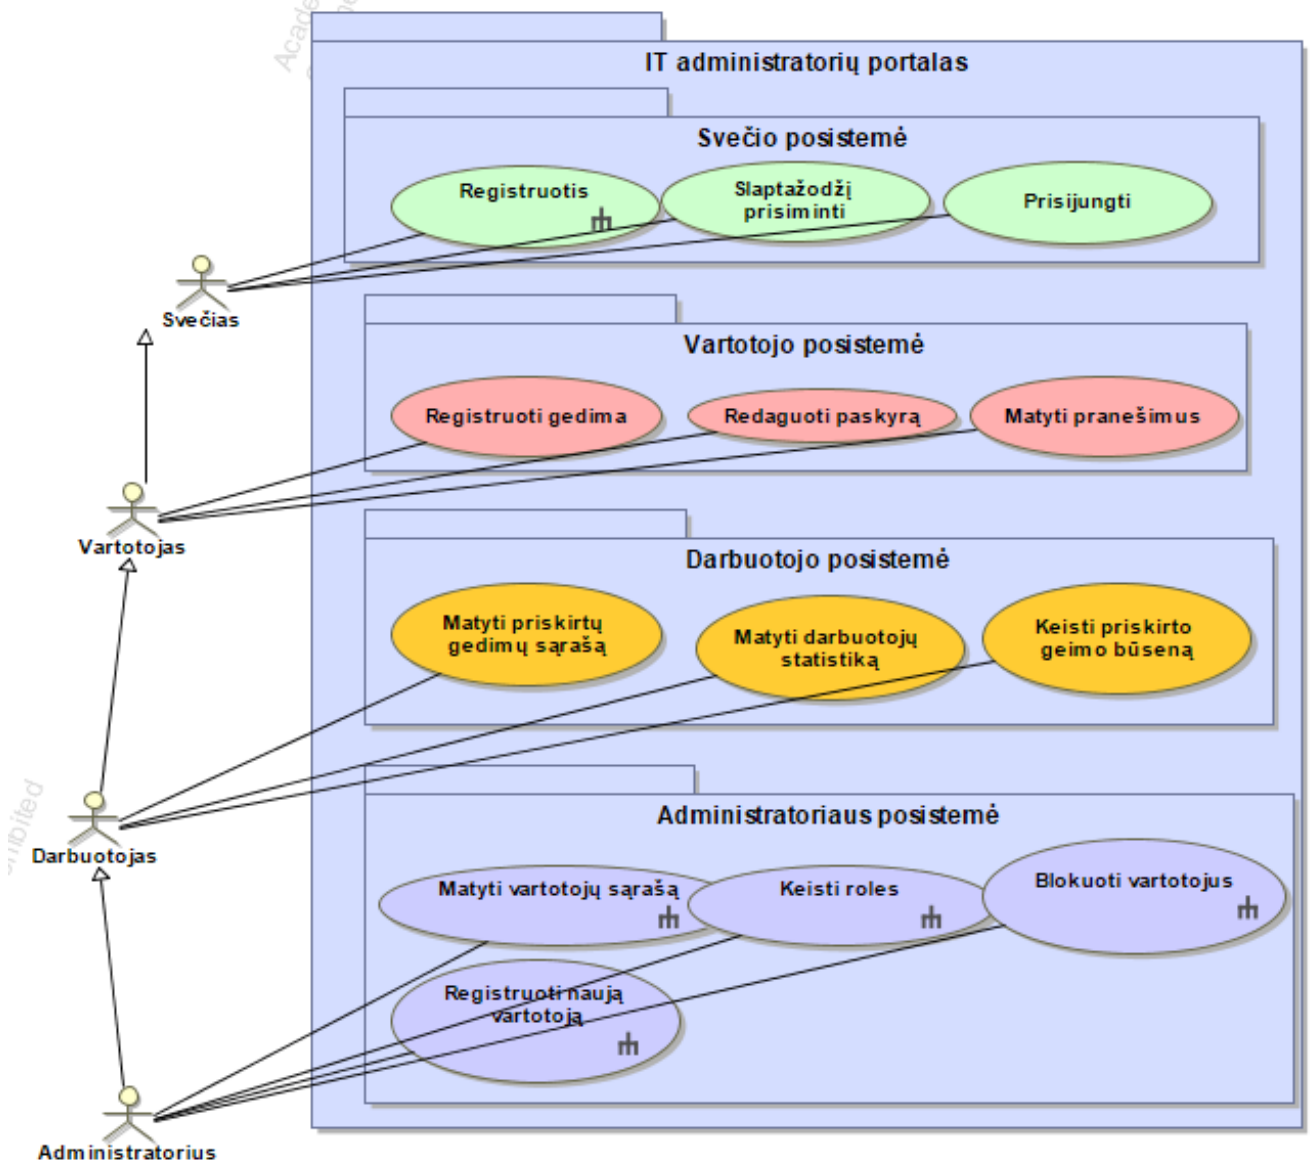 IT administratorių portalas
Svečio posistemė
Registruotis
Slaptažodžį
prisiminti
Prisijungti
Svečias
Vartotojo posistemė
Registruoti gedima
Redaguoti paskyrą
Matyti pranešimus
Vartotojas
Darbuotojo posistemė
Matyti priskirtų
gedimų sąrašą
Matyti darbuotojų
statistiką
Keisti priskirto
geimo būseną
Darbuotojas
Administratoriaus posistemė
Matyti vartotojų sąrašą
Keisti roles
Blokuoti vartotojus
Registruoti naują
vartotoją
Administratorius